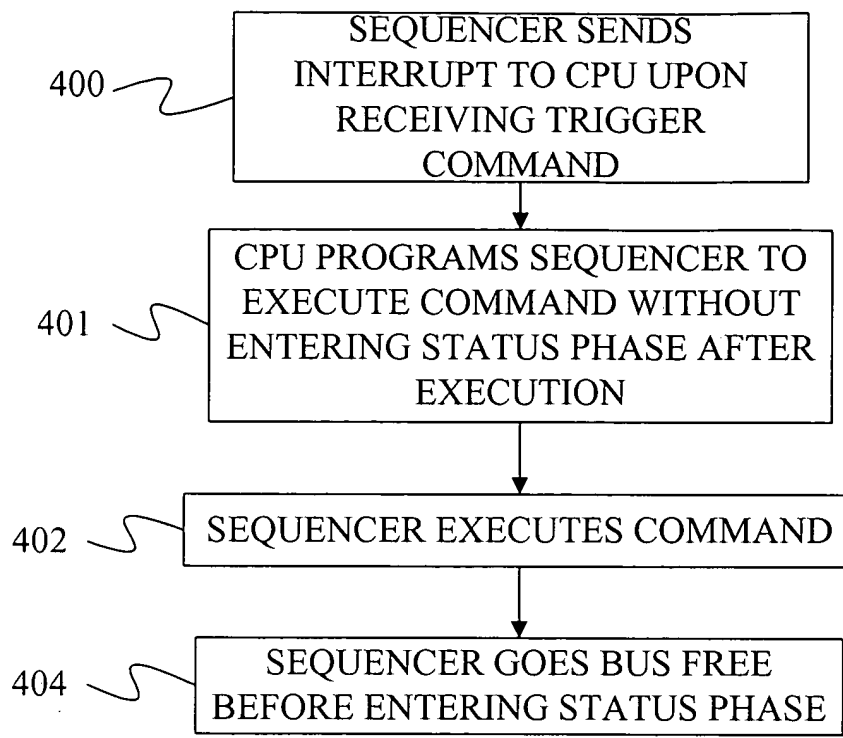 400
SEQUENCER SENDS
INTERRUPT TO CPU UPON
RECEIVING TRIGGER
COMMAND
401
CPU PROGRAMS SEQUENCER TO
EXECUTE COMMAND WITHOUT
ENTERING STATUS PHASE AFTER
EXECUTION
402
SEQUENCER EXECUTES COMMAND
404
SEQUENCER GOES BUS FREE
BEFORE ENTERING STATUS PHASE